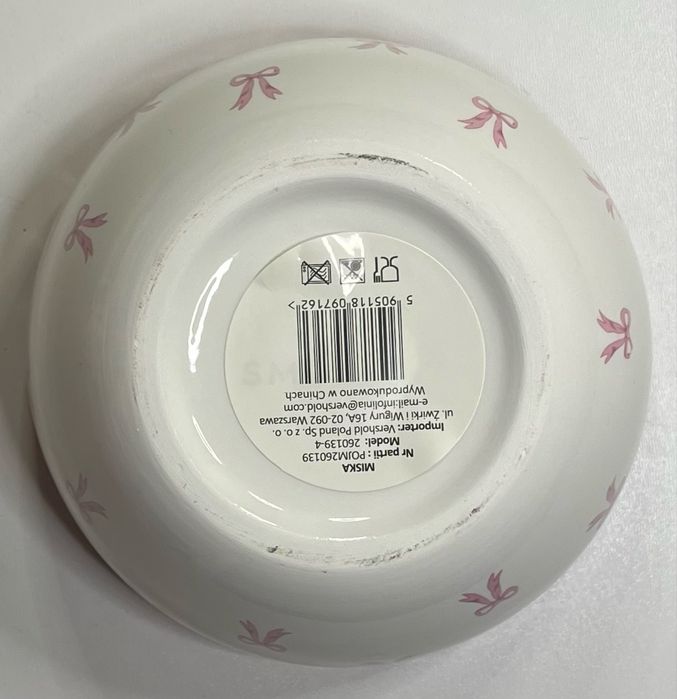 MISKA
Nr partii : POJM260139
Model: 260139-4
Importer: Vershold Poland Sp. z o. o.
ul. Żwirki i Wigury 16A, 02-092 Warszawa
e-mail:infolinia@vershold.com
Wyprodukowano w Chinach
5 905118 097162 >